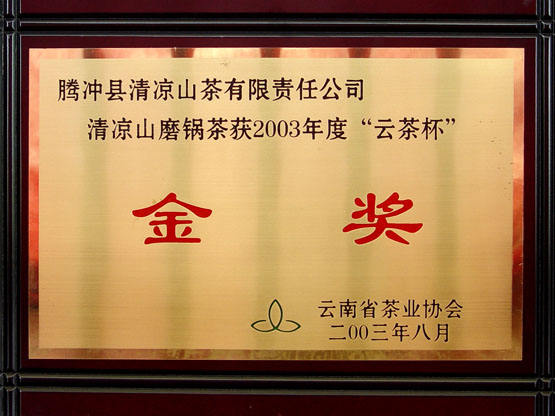 腾冲县清凉山茶有限责任公司
清凉山磨锅茶获2003年度“云茶杯”
金奖
云南省茶业协会
二00三年八月